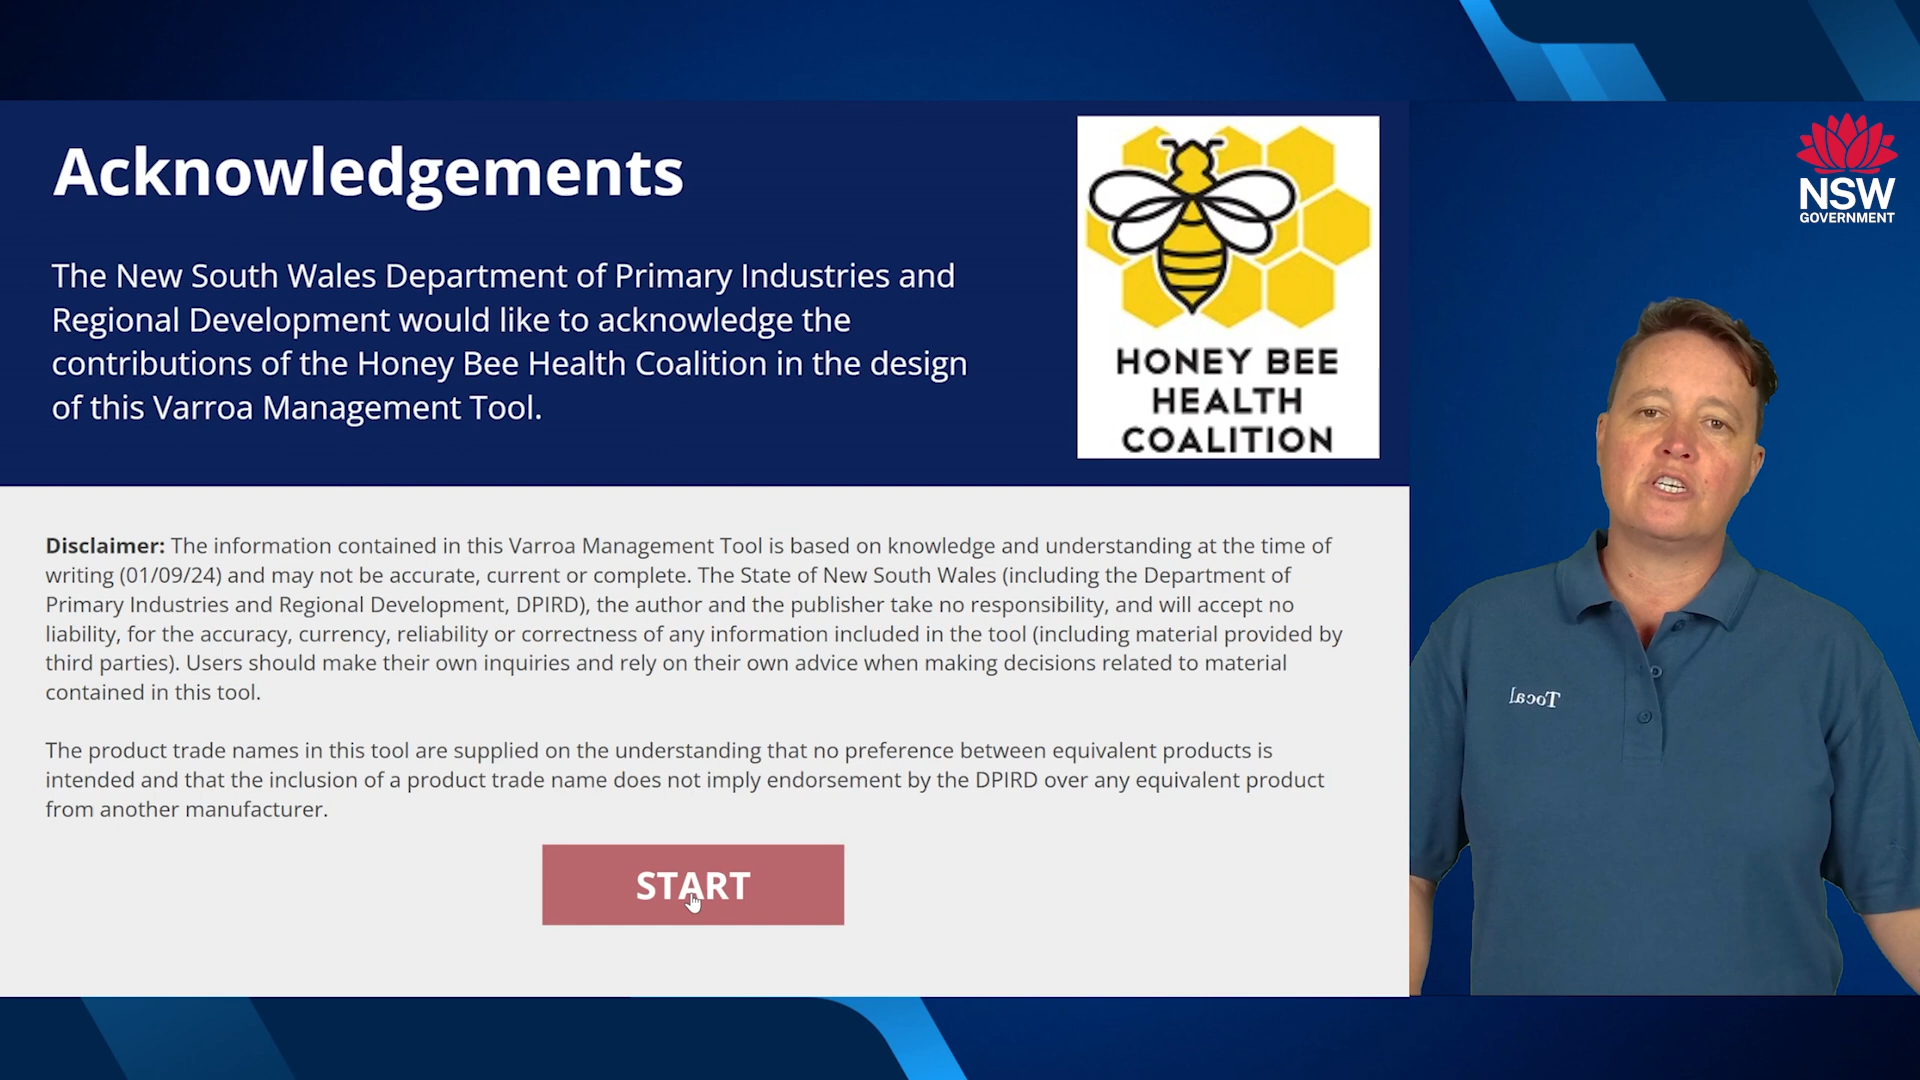 Acknowledgements
The New South Wales Department of Primary Industries and
Regional Development would like to acknowledge the
contributions of the Honey Bee Health Coalition in the design
of this Varroa Management Tool.
HONEY BEE
HEALTH
COALITION
NSW
GOVERNMENT
Disclaimer: The information contained in this Varroa Management Tool is based on knowledge and understanding at the time of
writing (01/09/24) and may not be accurate, current or complete. The State of New South Wales (including the Department of
Primary Industries and Regional Development, DPIRD), the author and the publisher take no responsibility, and will accept no
liability, for the accuracy, currency, reliability or correctness of any information included in the tool (including material provided by
third parties). Users should make their own inquiries and rely on their own advice when making decisions related to material
contained in this tool.
The product trade names in this tool are supplied on the understanding that no preference between equivalent products is
intended and that the inclusion of a product trade name does not imply endorsement by the DPIRD over any equivalent product
from another manufacturer.
START
Tocal